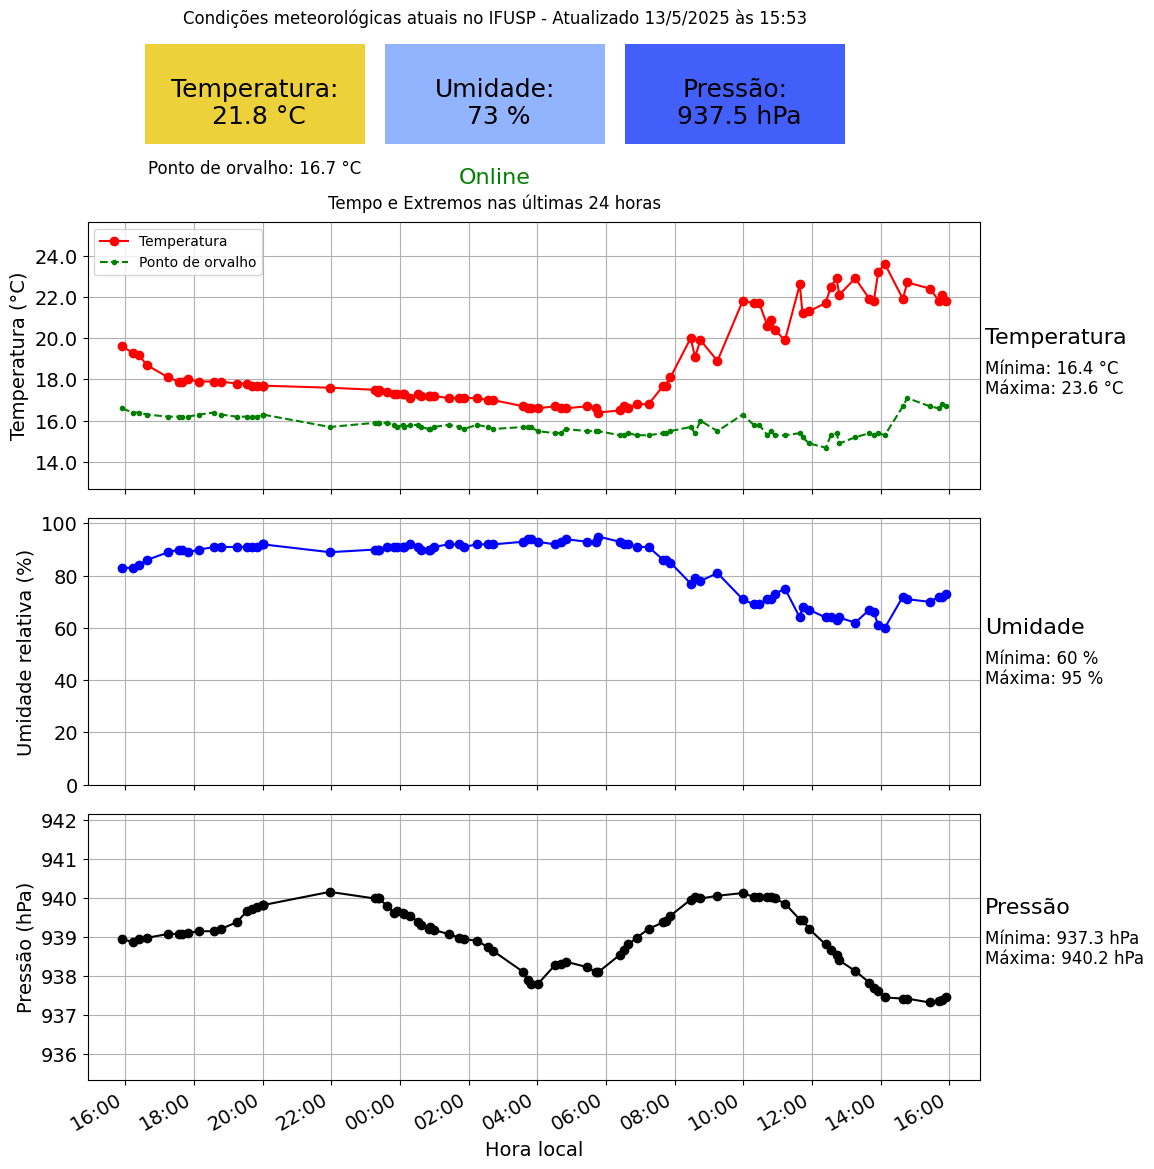 Condições meteorológicas atuais no IFUSP - Atualizado 13/5/2025 às 15:53
Temperatura:
21.8 °C
Umidade:
73 %
Pressão:
937.5 hPa
Ponto de orvalho: 16.7 °C
Online
Tempo e Extremos nas últimas 24 horas
Temperatura
Ponto de orvalho
Temperatura (°C)
24.0
22.0
20.0
18.0
16.0
14.0
Temperatura
Mínima: 16.4 °C
Máxima: 23.6 °C
Umidade relativa (%)
100
80
60
40
20
0
Umidade
Mínima: 60 %
Máxima: 95 %
Pressão (hPa)
942
941
940
939
938
937
936
Pressão
Mínima: 937.3 hPa
Máxima: 940.2 hPa
16:00 18:00 20:00 22:00 00:00 02:00 04:00 06:00 08:00 10:00 12:00 14:00 16:00
Hora local